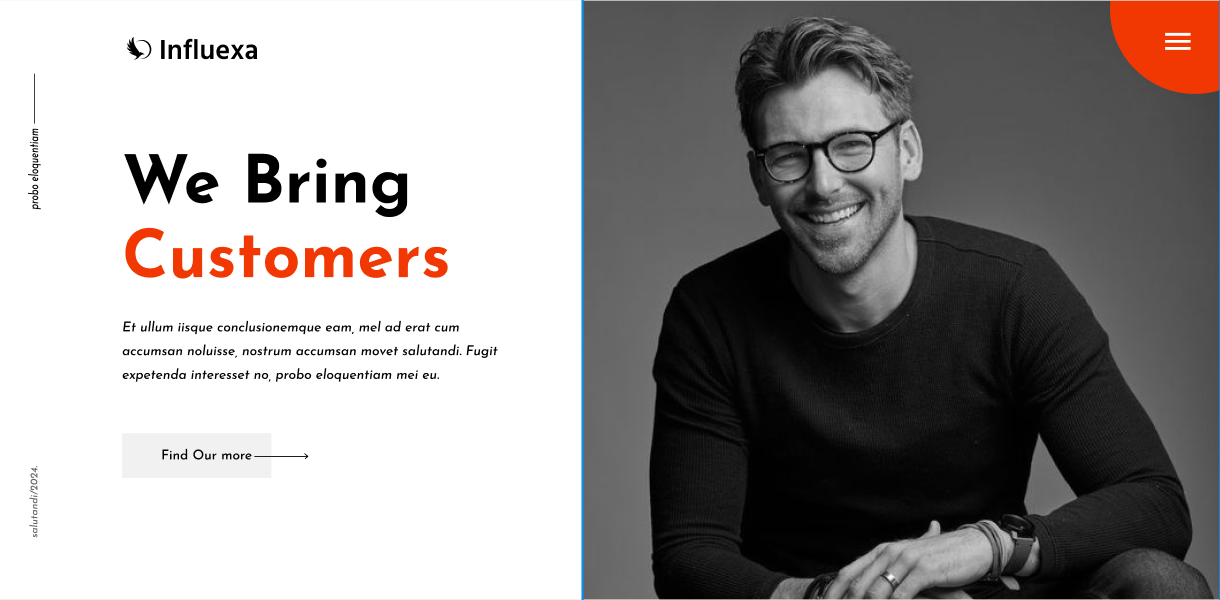 Influexa
probo eloquentiam
We Bring
Customers
Et ullum iisque conclusionemque eam, mel ad erat cum
accumsan noluisse, nostrum accumsan movet salutandi. Fugit
expetenda interesset no, probo eloquentiam mei eu.
Find Our more
salutandi/2024.